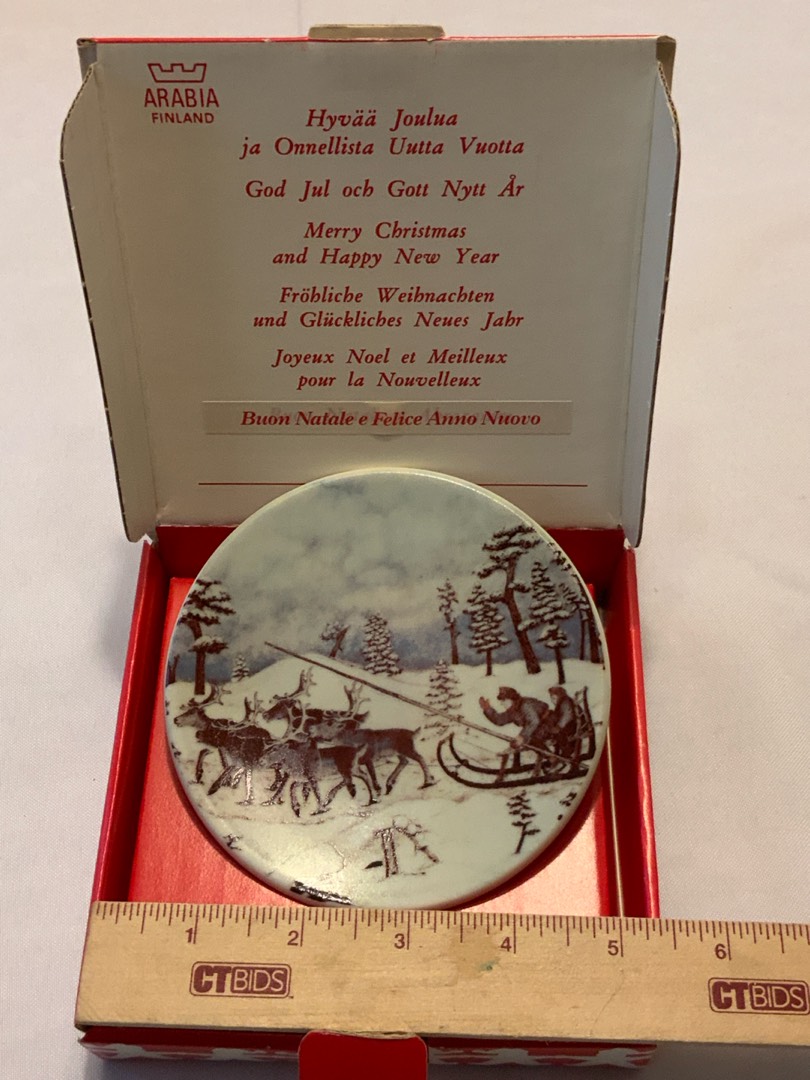 ARABIA
FINLAND
Hyvää Joulua
ja Onnellista Uutta Vuotta
God Jul och Gott Nytt År
Merry Christmas
and Happy New Year
Fröhliche Weihnachten
und Glückliches Neues Jahr
Joyeux Noel et Meilleux
pour la Nouvelleux
Buon Natale e Felice Anno Nuovo
1 2 3 4 5 6
CTBIDS CTBIDS